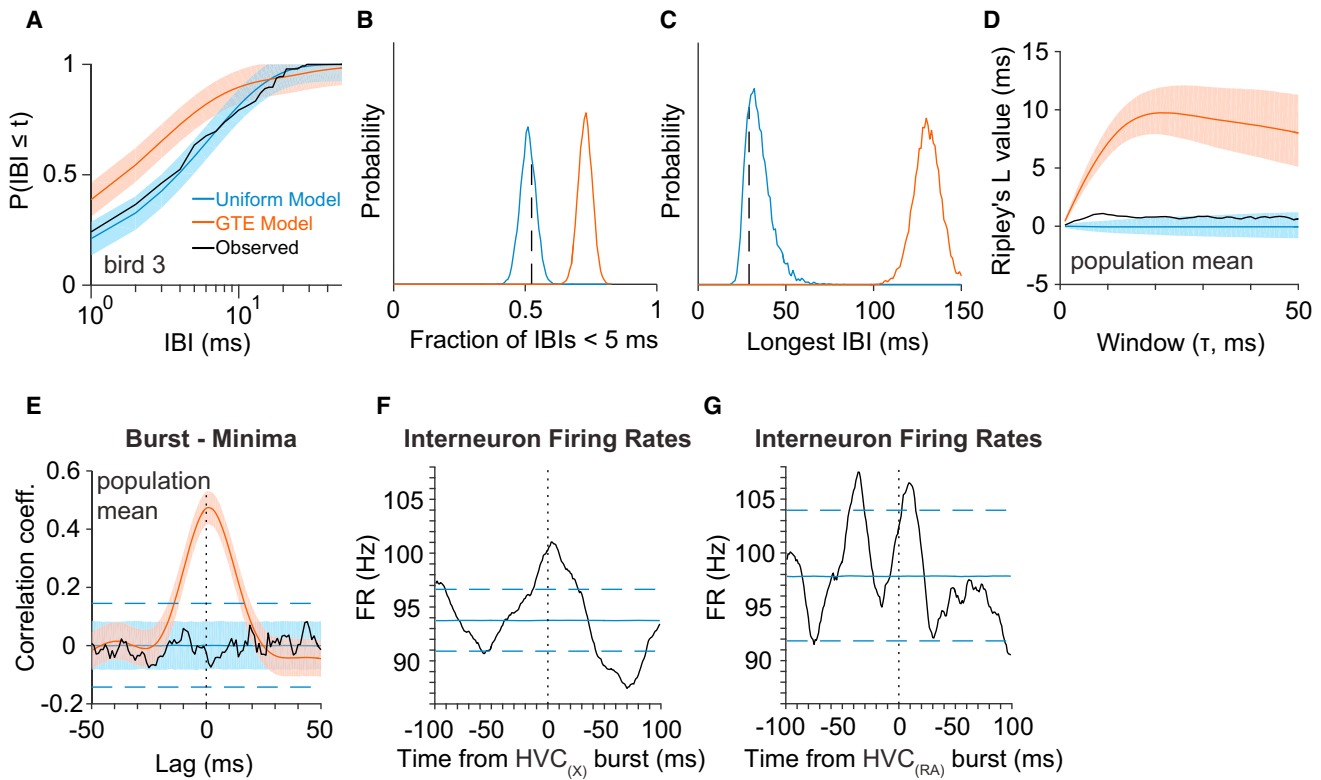 A
P(IBI ≤ t)
1
0.5
0
10⁰
10¹
IBI (ms)
Uniform Model
GTE Model
Observed
bird 3
B
Probability
0
0.5
1
Fraction of IBIs < 5 ms
C
Probability
0
50
100
150
Longest IBI (ms)
D
Ripley's L value (ms)
15
10
5
0
-5
0
50
population mean
Window (τ, ms)
E
Burst - Minima
Correlation coeff.
0.6
0.4
0.2
0
-0.2
population
mean
-50
0
50
Lag (ms)
F
Interneuron Firing Rates
FR (Hz)
105
100
95
90
-100
-50
0
50
100
Time from HVC(X) burst (ms)
G
Interneuron Firing Rates
FR (Hz)
105
100
95
90
-100
-50
0
50
100
Time from HVC(RA) burst (ms)